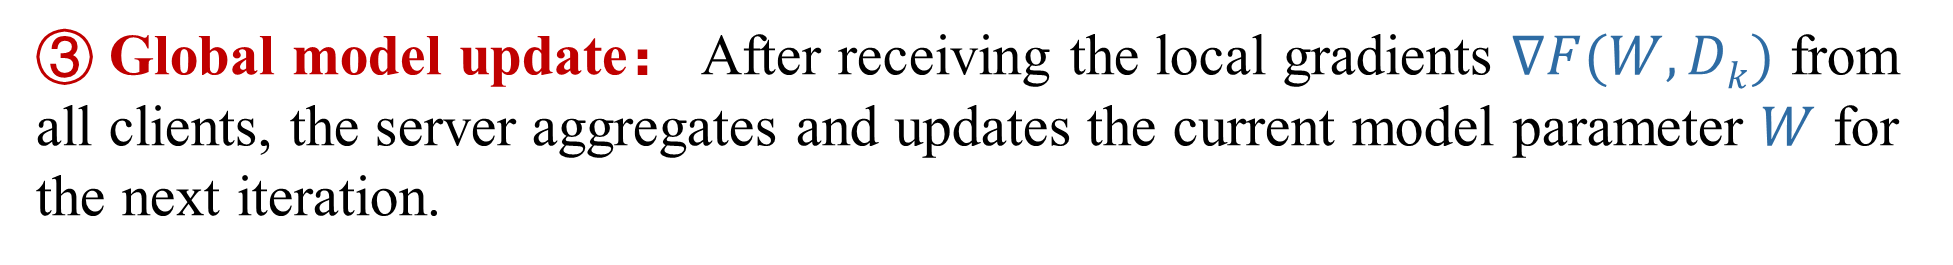 ③ Global model update： After receiving the local gradients ∇F(W,D_k) from
all clients, the server aggregates and updates the current model parameter W for
the next iteration.